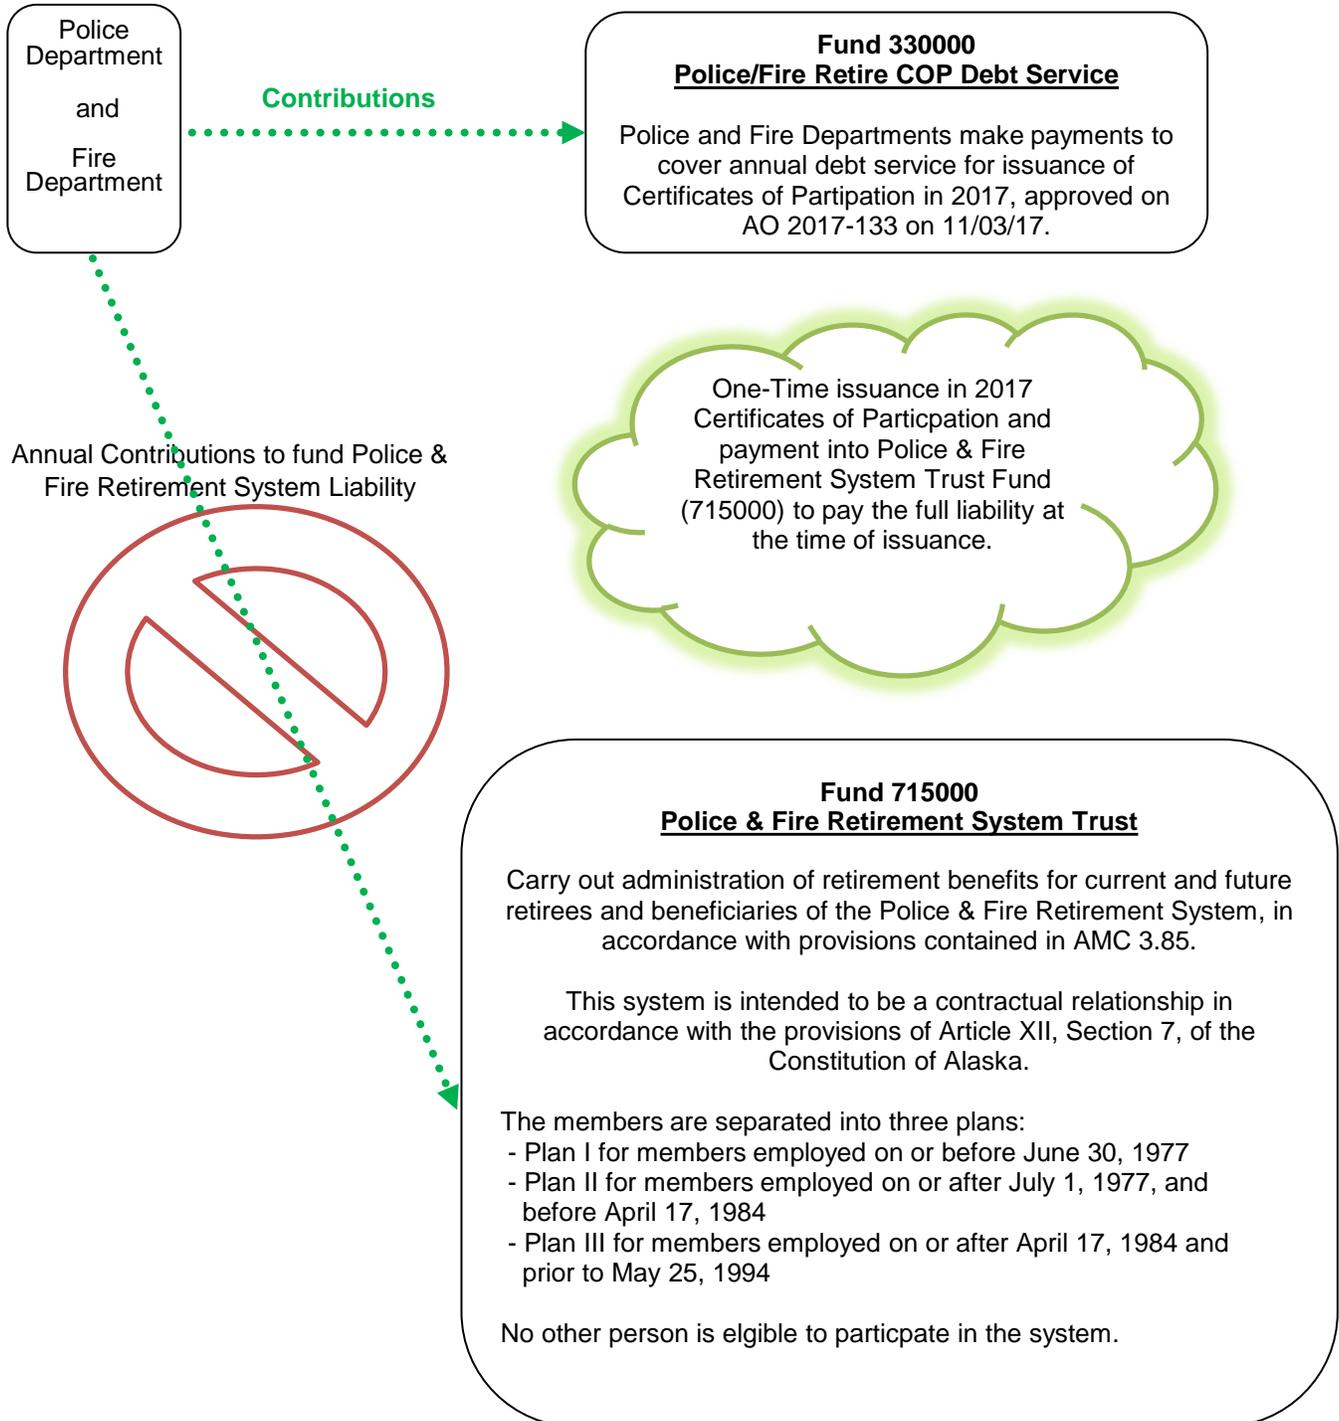 Police
Department
and
Fire
Department
Contributions
Fund 330000
Police/Fire Retire COP Debt Service
Police and Fire Departments make payments to
cover annual debt service for issuance of
Certificates of Partipation in 2017, approved on
AO 2017-133 on 11/03/17.
One-Time issuance in 2017
Certificates of Particpation and
payment into Police & Fire
Retirement System Trust Fund
(715000) to pay the full liability at
the time of issuance.
Annual Contributions to fund Police &
Fire Retirement System Liability
Fund 715000
Police & Fire Retirement System Trust
Carry out administration of retirement benefits for current and future
retirees and beneficiaries of the Police & Fire Retirement System, in
accordance with provisions contained in AMC 3.85.
This system is intended to be a contractual relationship in
accordance with the provisions of Article XII, Section 7, of the
Constitution of Alaska.
The members are separated into three plans:
- Plan I for members employed on or before June 30, 1977
- Plan II for members employed on or after July 1, 1977, and
before April 17, 1984
- Plan III for members employed on or after April 17, 1984 and
prior to May 25, 1994
No other person is elgible to particpate in the system.